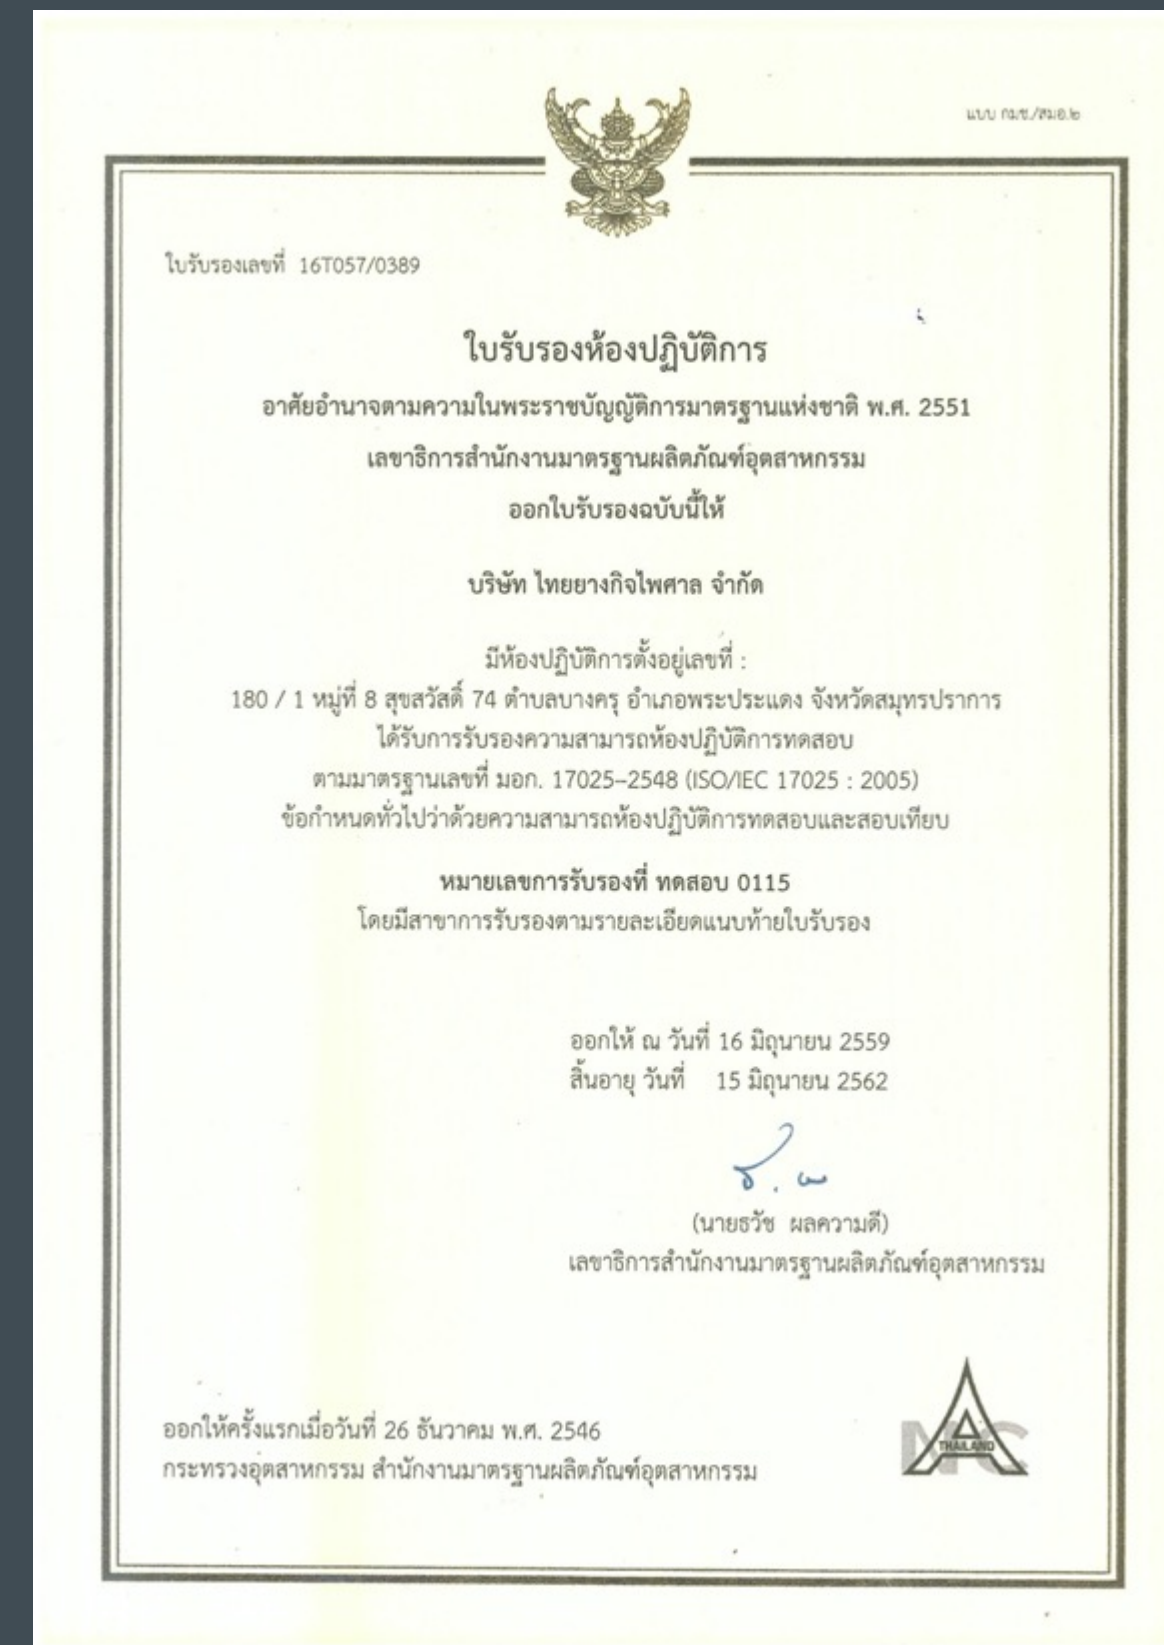 แบบ กมช./สมอ.๒
ใบรับรองเลขที่ 16T057/0389
ใบรับรองห้องปฏิบัติการ
อาศัยอำนาจตามความในพระราชบัญญัติการมาตรฐานแห่งชาติ พ.ศ. 2551
เลขาธิการสำนักงานมาตรฐานผลิตภัณฑ์อุตสาหกรรม
ออกใบรับรองฉบับนี้ให้
บริษัท ไทยยางกิจไพศาล จำกัด
มีห้องปฏิบัติการตั้งอยู่เลขที่ :
180 / 1 หมู่ที่ 8 สุขสวัสดิ์ 74 ตำบลบางครุ อำเภอพระประแดง จังหวัดสมุทรปราการ
ได้รับการรับรองความสามารถห้องปฏิบัติการทดสอบ
ตามมาตรฐานเลขที่ มอก. 17025–2548 (ISO/IEC 17025 : 2005)
ข้อกำหนดทั่วไปว่าด้วยความสามารถห้องปฏิบัติการทดสอบและสอบเทียบ
หมายเลขการรับรองที่ ทดสอบ 0115
โดยมีสาขาการรับรองตามรายละเอียดแนบท้ายใบรับรอง
ออกให้ ณ วันที่ 16 มิถุนายน 2559
สิ้นอายุ วันที่ 15 มิถุนายน 2562
(นายธวัช ผลความดี)
เลขาธิการสำนักงานมาตรฐานผลิตภัณฑ์อุตสาหกรรม
ออกให้ครั้งแรกเมื่อวันที่ 26 ธันวาคม พ.ศ. 2546
กระทรวงอุตสาหกรรม สำนักงานมาตรฐานผลิตภัณฑ์อุตสาหกรรม
THAILAND